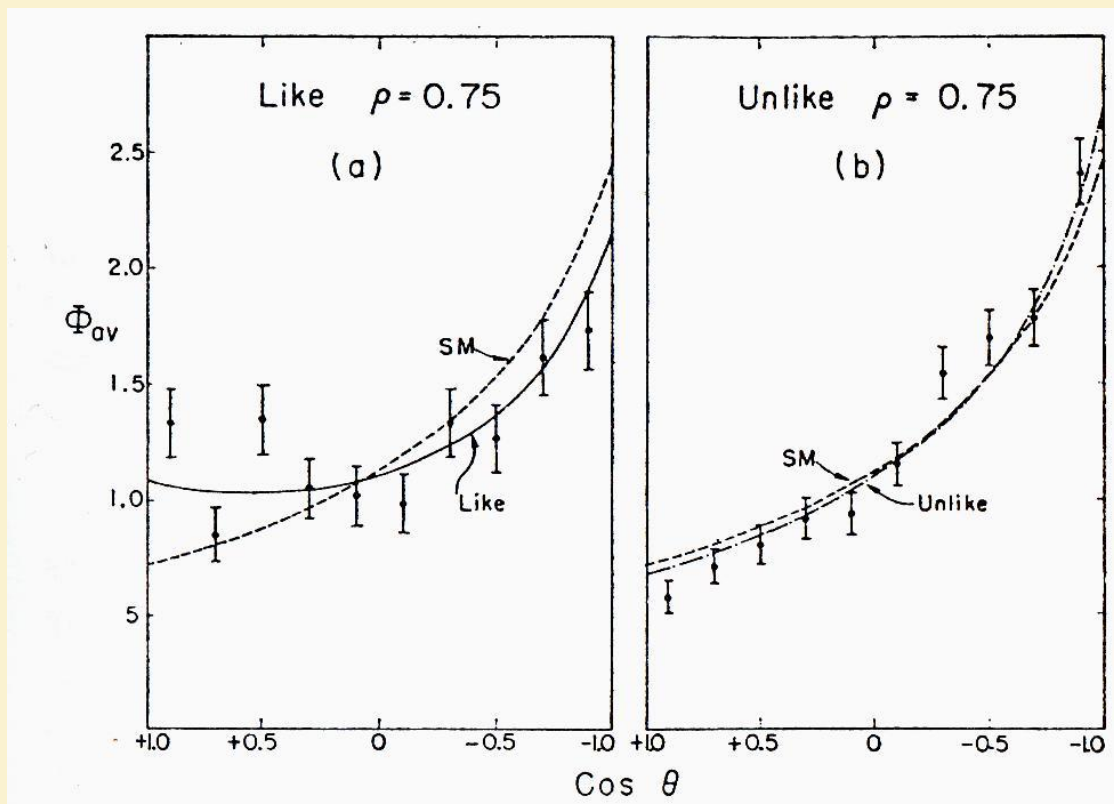 Like ρ = 0.75
(a)
2.5
2.0
Φav
1.5
1.0
5
SM
Like
+1.0 +0.5 0 -0.5 -1.0
Unlike ρ = 0.75
(b)
SM
Unlike
+1.0 +0.5 0 -0.5 -1.0
Cos θ